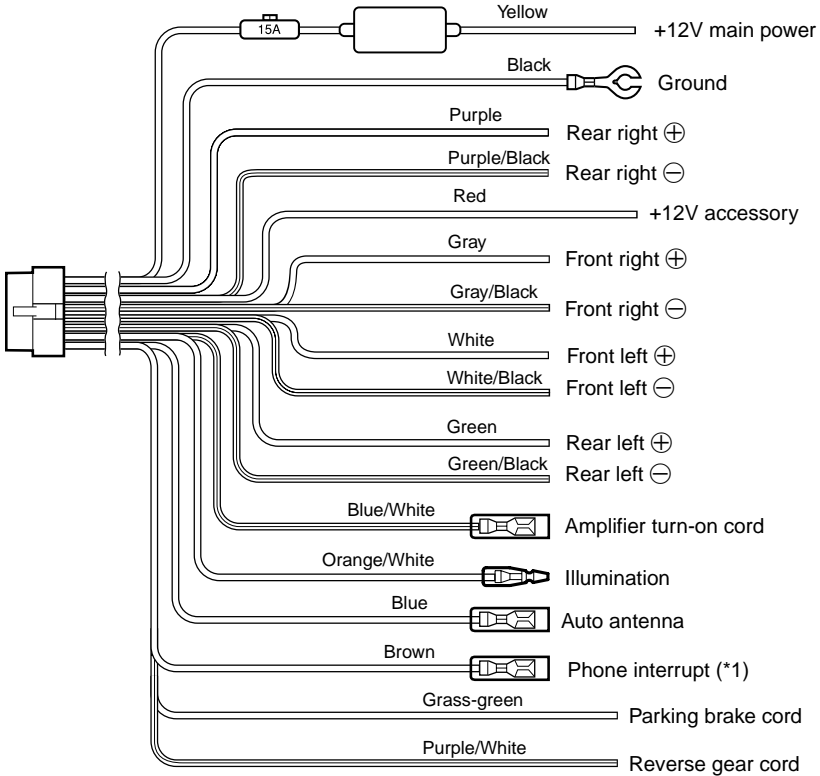 Yellow
15A
+12V main power
Black
Ground
Purple
Rear right ⊕
Purple/Black
Rear right ⊖
Red
+12V accessory
Gray
Front right ⊕
Gray/Black
Front right ⊖
White
Front left ⊕
White/Black
Front left ⊖
Green
Rear left ⊕
Green/Black
Rear left ⊖
Blue/White
Amplifier turn-on cord
Orange/White
Illumination
Blue
Auto antenna
Brown
Phone interrupt (*1)
Grass-green
Parking brake cord
Purple/White
Reverse gear cord